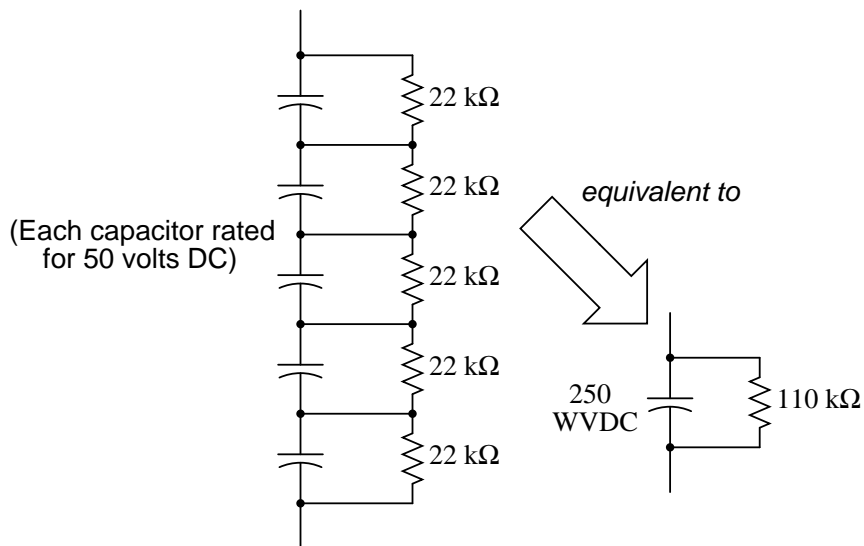 22 kΩ
22 kΩ
equivalent to
(Each capacitor rated
for 50 volts DC)
22 kΩ
22 kΩ
250
WVDC
110 kΩ
22 kΩ